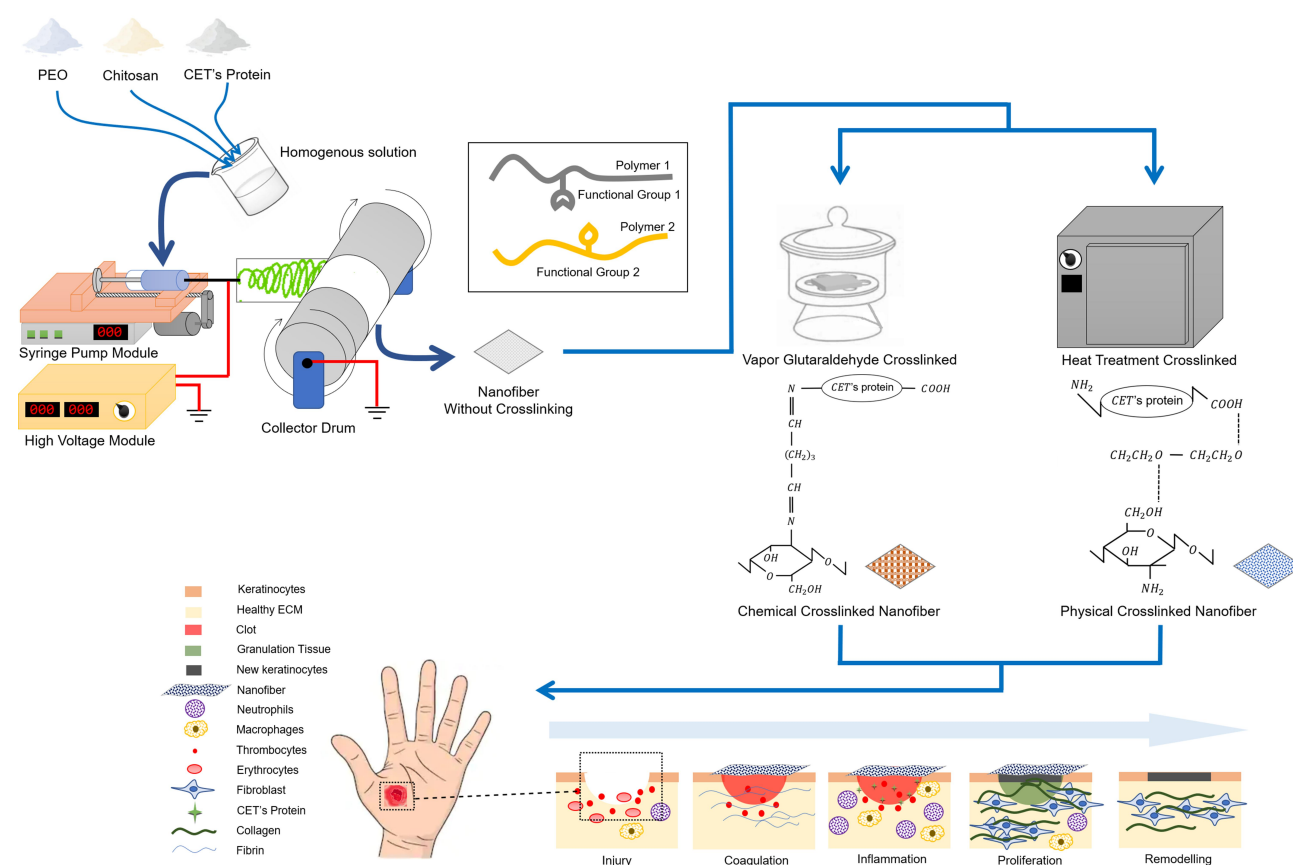 PEO
Chitosan
CET's Protein
Homogenous solution
Polymer 1
Functional Group 1
Polymer 2
Functional Group 2
000
Syringe Pump Module
000 000
High Voltage Module
Collector Drum
Nanofiber
Without Crosslinking
Vapor Glutaraldehyde Crosslinked
Heat Treatment Crosslinked
N
CET's protein
COOH
CH
(CH₂)₃
CH
N
OH
O
O
CH₂OH
Chemical Crosslinked Nanofiber
NH₂
CET's protein
COOH
CH₂CH₂O — CH₂CH₂O
CH₂OH
O
O
OH
NH₂
Physical Crosslinked Nanofiber
Keratinocytes
Healthy ECM
Clot
Granulation Tissue
New keratinocytes
Nanofiber
Neutrophils
Macrophages
Thrombocytes
Erythrocytes
Fibroblast
CET's Protein
Collagen
Fibrin
Injury
Coagulation
Inflammation
Proliferation
Remodelling